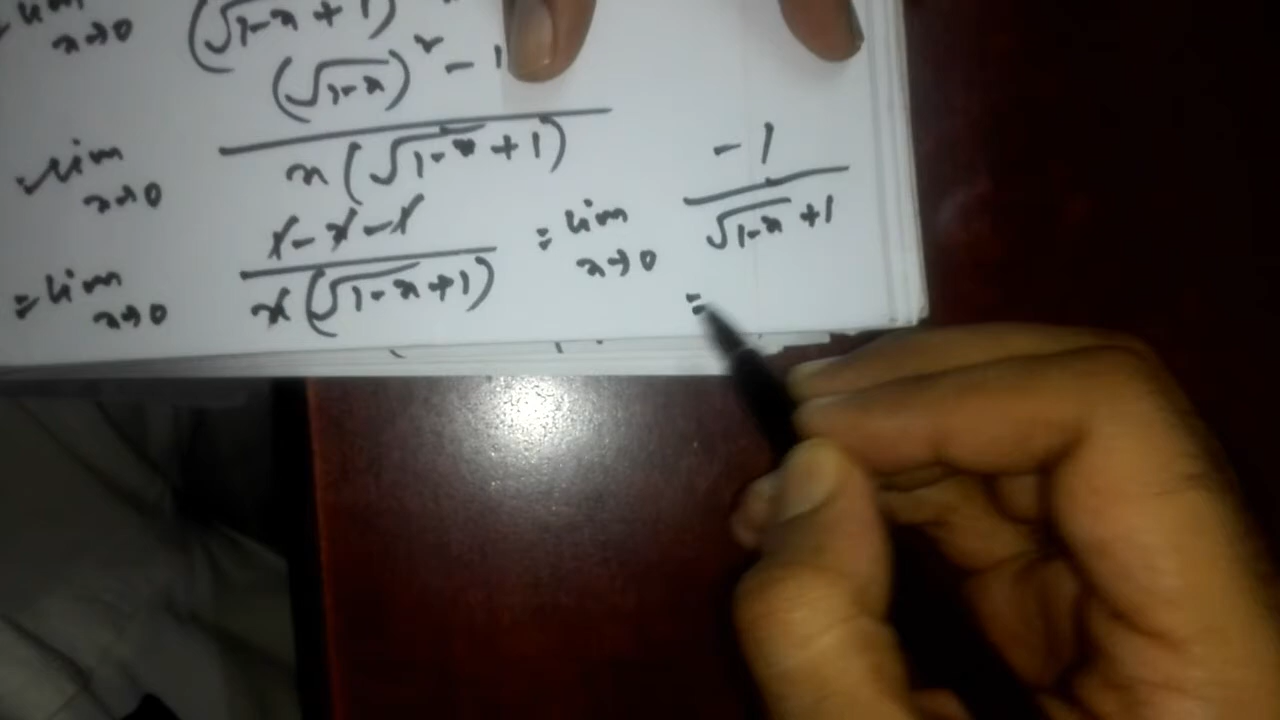 = lim x→0 (√1-x + 1)
= lim x→0 (√1-x)² - 1 / x(√1-x + 1)
= lim x→0 1 - x - 1 / x(√1-x + 1) = lim x→0 -1 / √1-x + 1
=